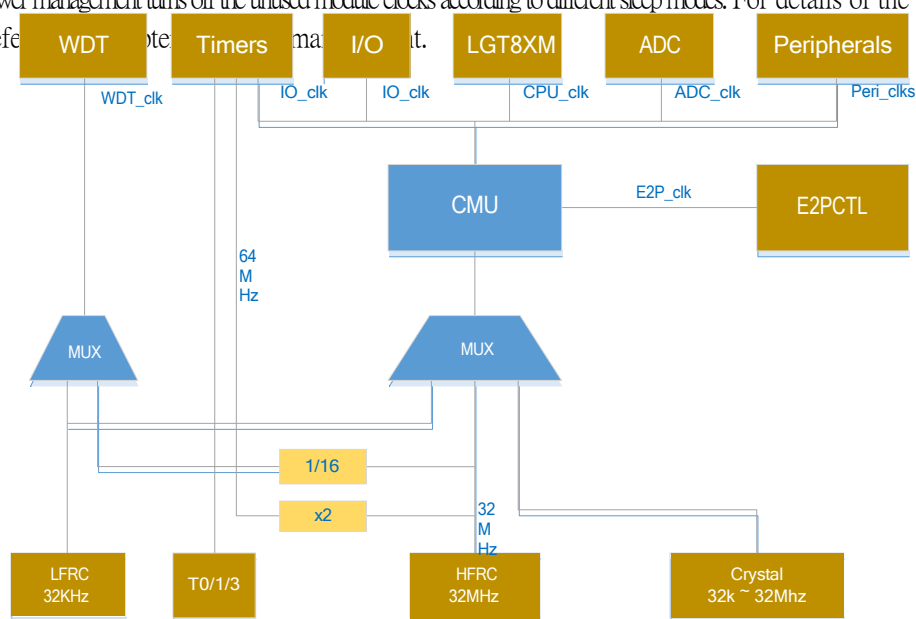 management turns off the unused module clocks according to different sleep modes. For details of the
WDT
Timers
I/O
LGT8XM
ADC
Peripherals
WDT_clk
IO_clk
IO_clk
CPU_clk
ADC_clk
Peri_clks
CMU
E2P_clk
E2PCTL
64
M
Hz
MUX
MUX
1/16
x2
32
M
Hz
LFRC
32KHz
T0/1/3
HFRC
32MHz
Crystal
32k ~ 32Mhz